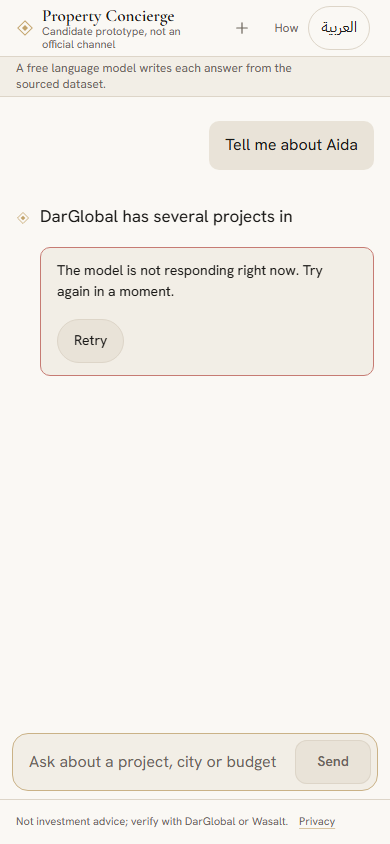 Property Concierge
Candidate prototype, not an
official channel
How
العربية
A free language model writes each answer from the
sourced dataset.
Tell me about Aida
DarGlobal has several projects in
The model is not responding right now. Try
again in a moment.
Retry
Ask about a project, city or budget
Send
Not investment advice; verify with DarGlobal or Wasalt.
Privacy